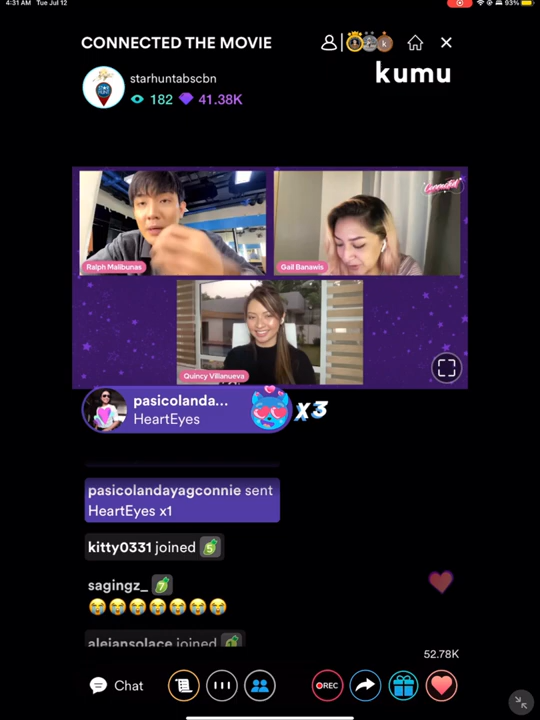 4:31 AM Tue Jul 12
93%
CONNECTED THE MOVIE
kumu
starhuntabscbn
182 41.38K
Connected
Ralph Malibunas
Gail Banawis
Quincy Villanueva
pasicolanda...
HeartEyes
X3
pasicolandayagconnie sent
HeartEyes x1
kitty0331 joined 5
sagingz_ 7
alejansolace joined
52.78K
Chat
REC